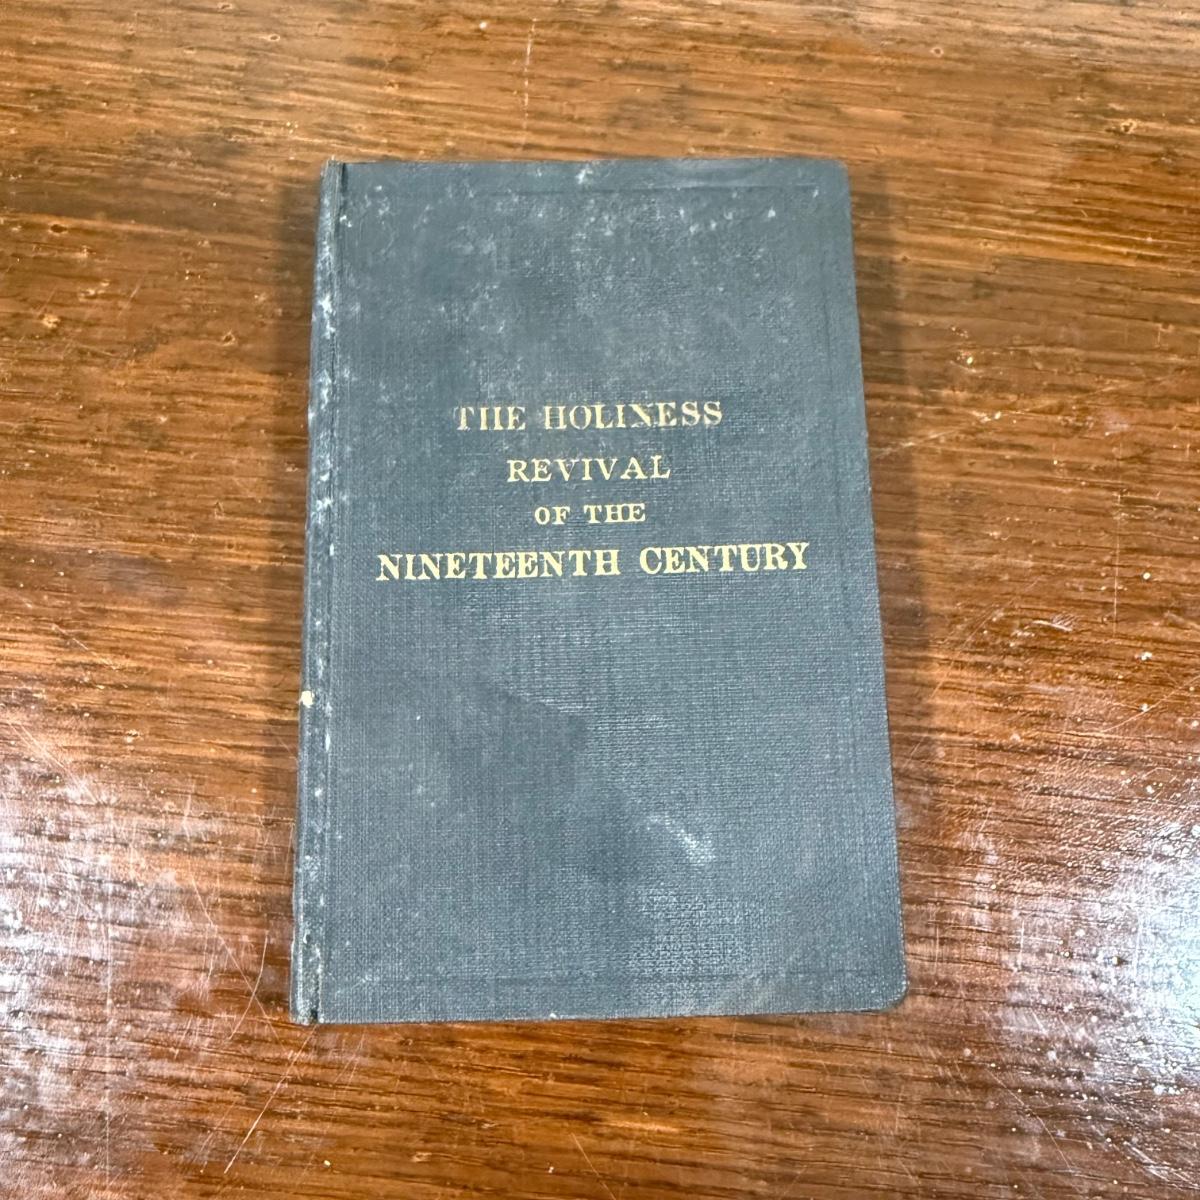 THE HOLINESS
REVIVAL
OF THE
NINETEENTH CENTURY